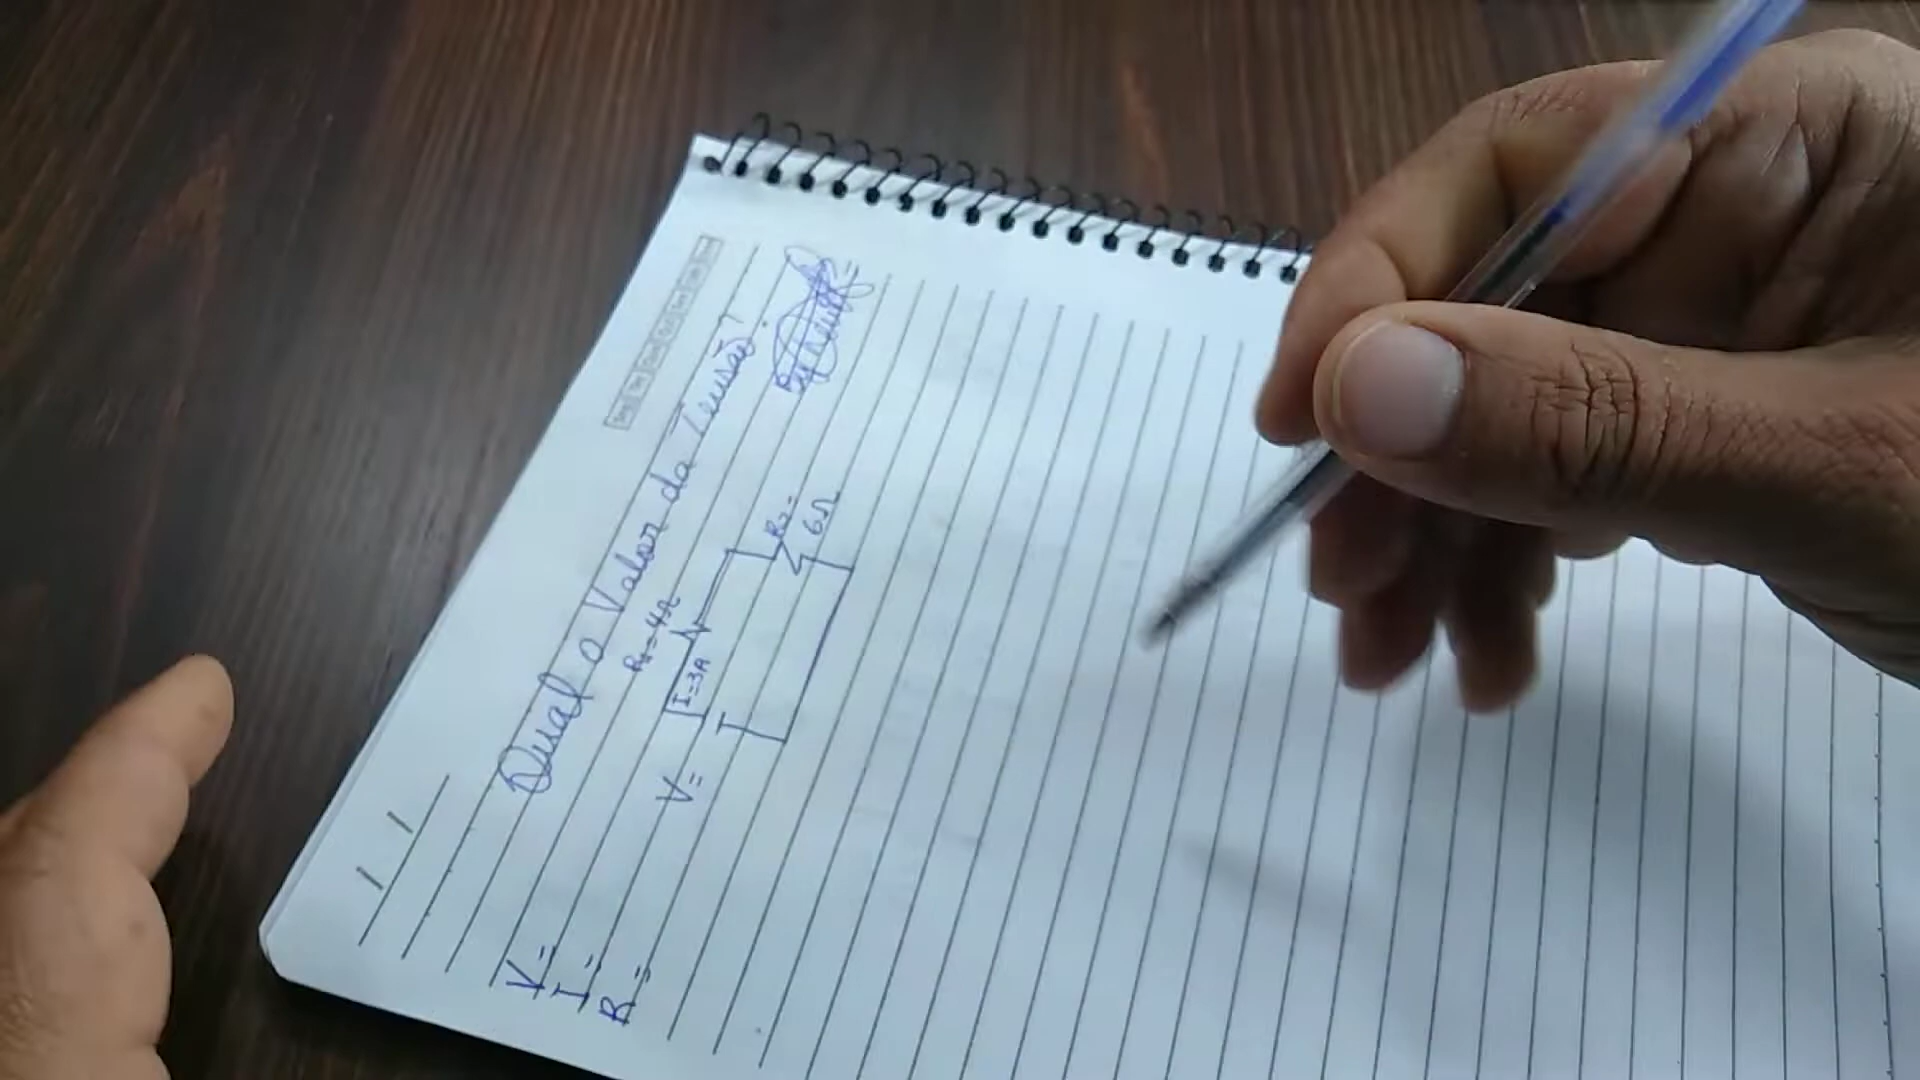 Qual o Valor da Tensão?
R1=4Ω
I=3A
R2=
6Ω
V=
V=
I=
R=